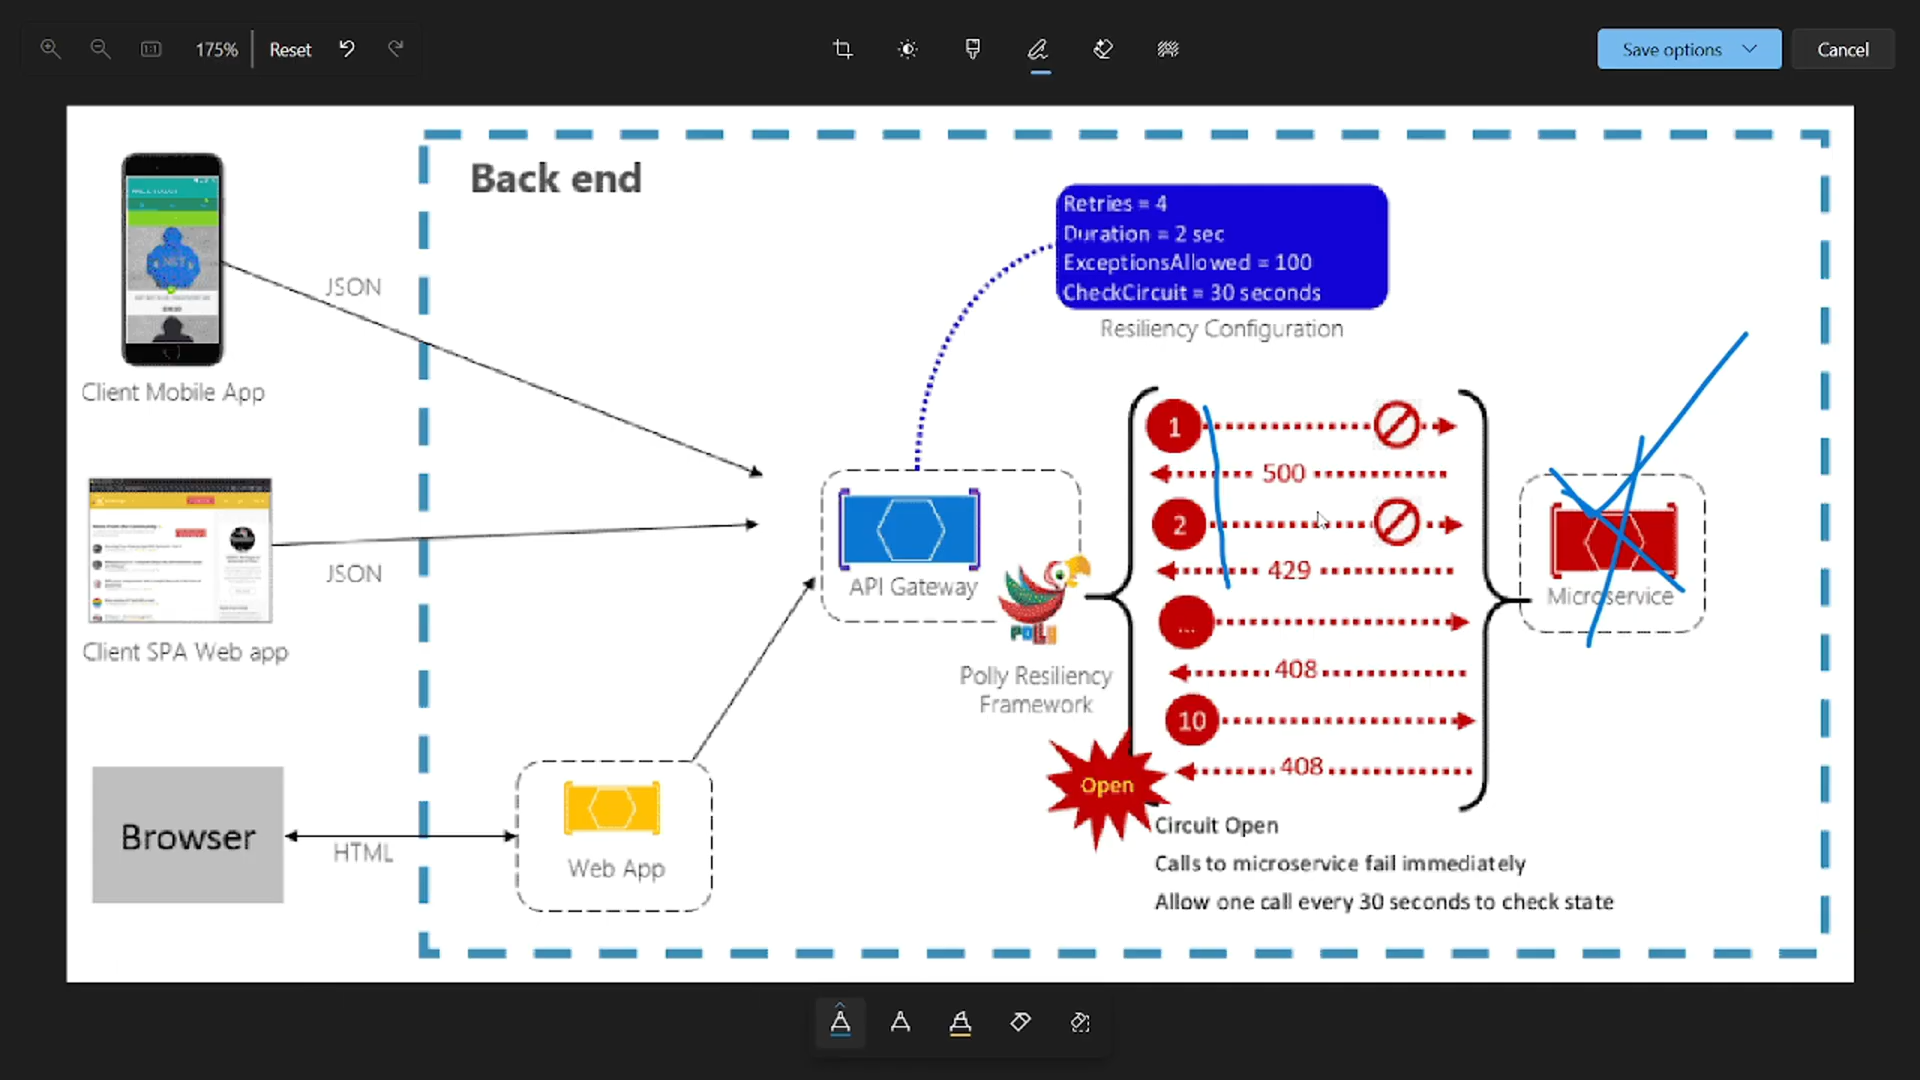 175%
Reset
Save options
Cancel
Back end
Retries = 4
Duration = 2 sec
ExceptionsAllowed = 100
CheckCircuit = 30 seconds
Resiliency Configuration
JSON
Client Mobile App
1
500
2
429
...
408
10
408
API Gateway
Polly
Polly Resiliency
Framework
Microservice
JSON
Client SPA Web app
Open
Circuit Open
Calls to microservice fail immediately
Allow one call every 30 seconds to check state
Browser
HTML
Web App